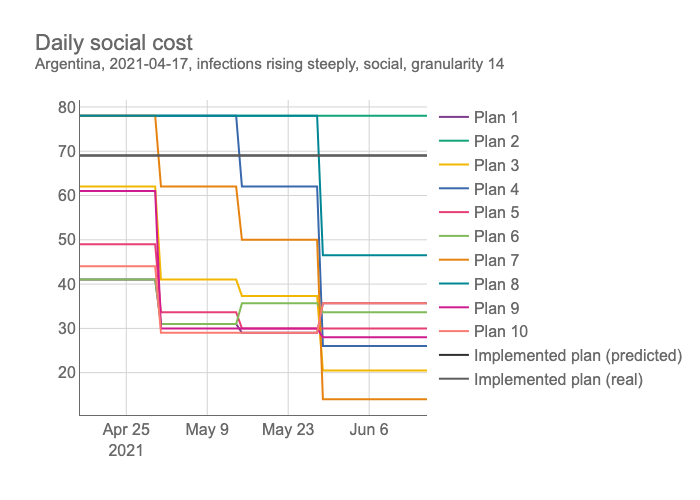 Daily social cost
Argentina, 2021-04-17, infections rising steeply, social, granularity 14
80
70
60
50
40
30
20
Apr 25
2021
May 9
May 23
Jun 6
Plan 1
Plan 2
Plan 3
Plan 4
Plan 5
Plan 6
Plan 7
Plan 8
Plan 9
Plan 10
Implemented plan (predicted)
Implemented plan (real)